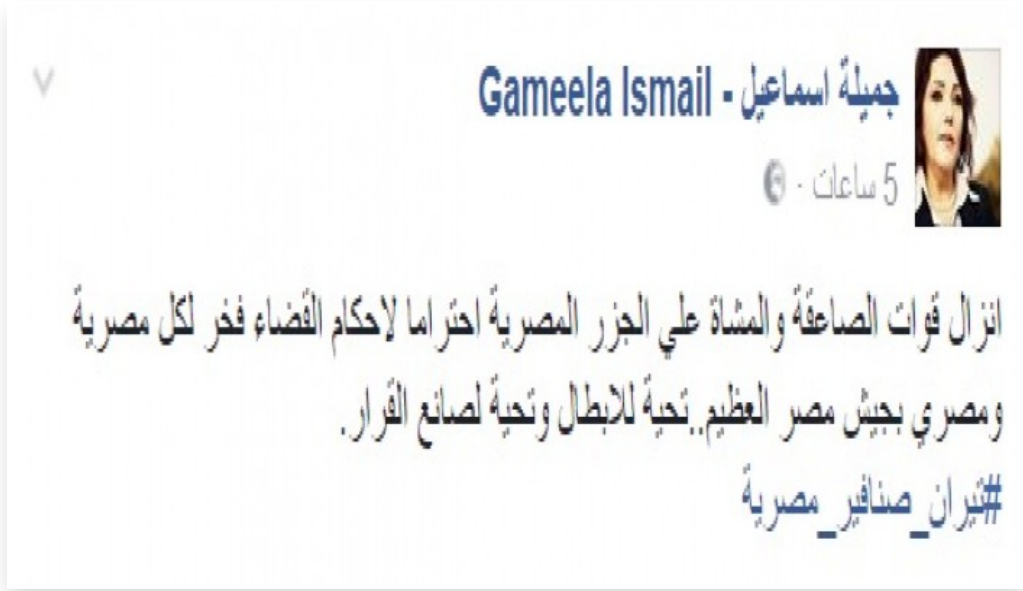 جميلة اسماعيل - Gameela Ismail
5 ساعات ·
انزال قوات الصاعقة والمشاة علي الجزر المصرية احتراما لاحكام القضاء فخر لكل مصرية
ومصري بجيش مصر العظيم..تحية للابطال وتحية لصانع القرار.
#تيران_صنافير_مصرية